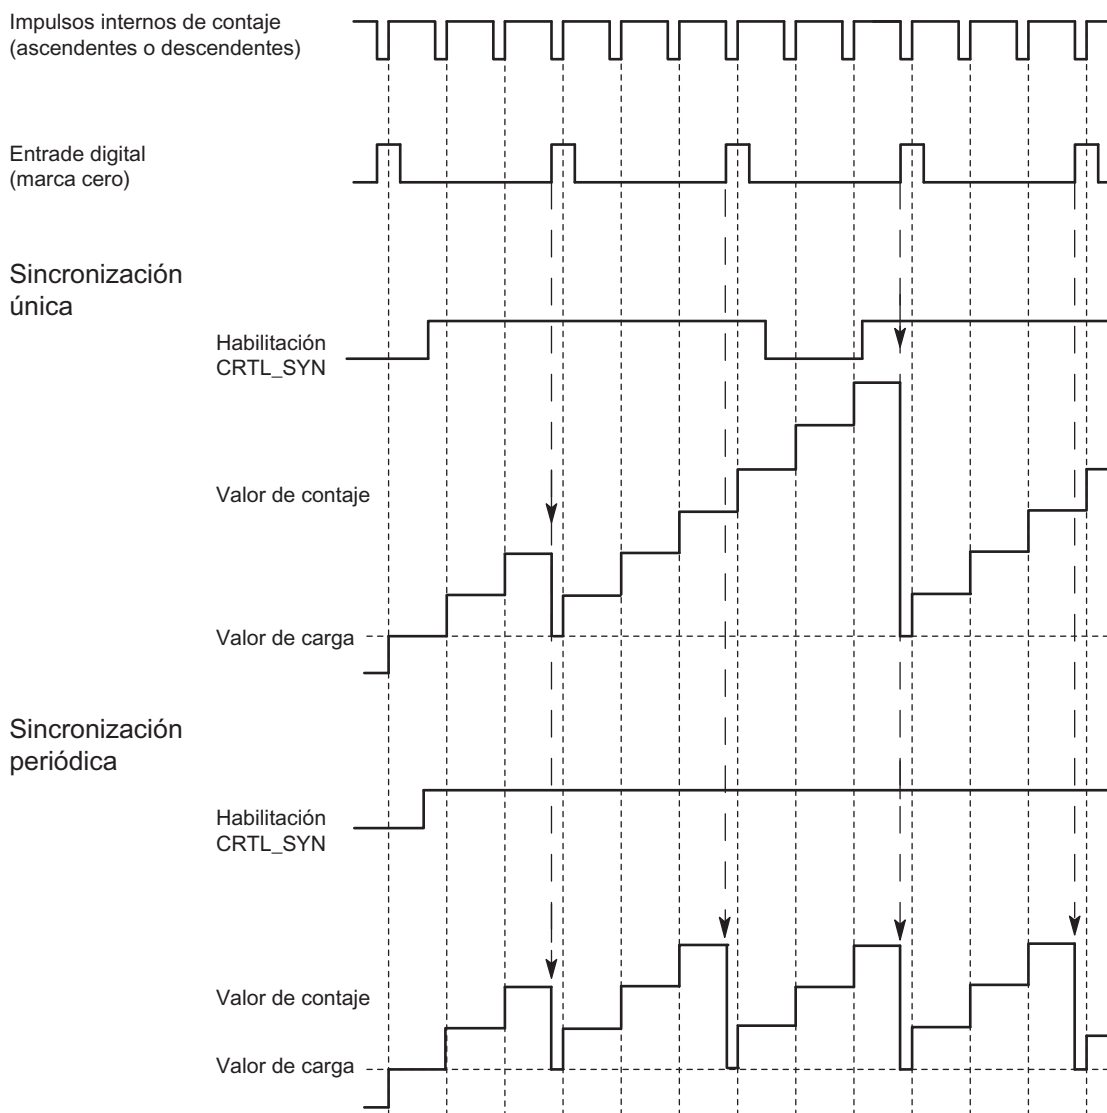 Impulsos internos de contaje
(ascendentes o descendentes)
Entrade digital
(marca cero)
Sincronización
única
Habilitación
CRTL_SYN
Valor de contaje
Valor de carga
Sincronización
periódica
Habilitación
CRTL_SYN
Valor de contaje
Valor de carga